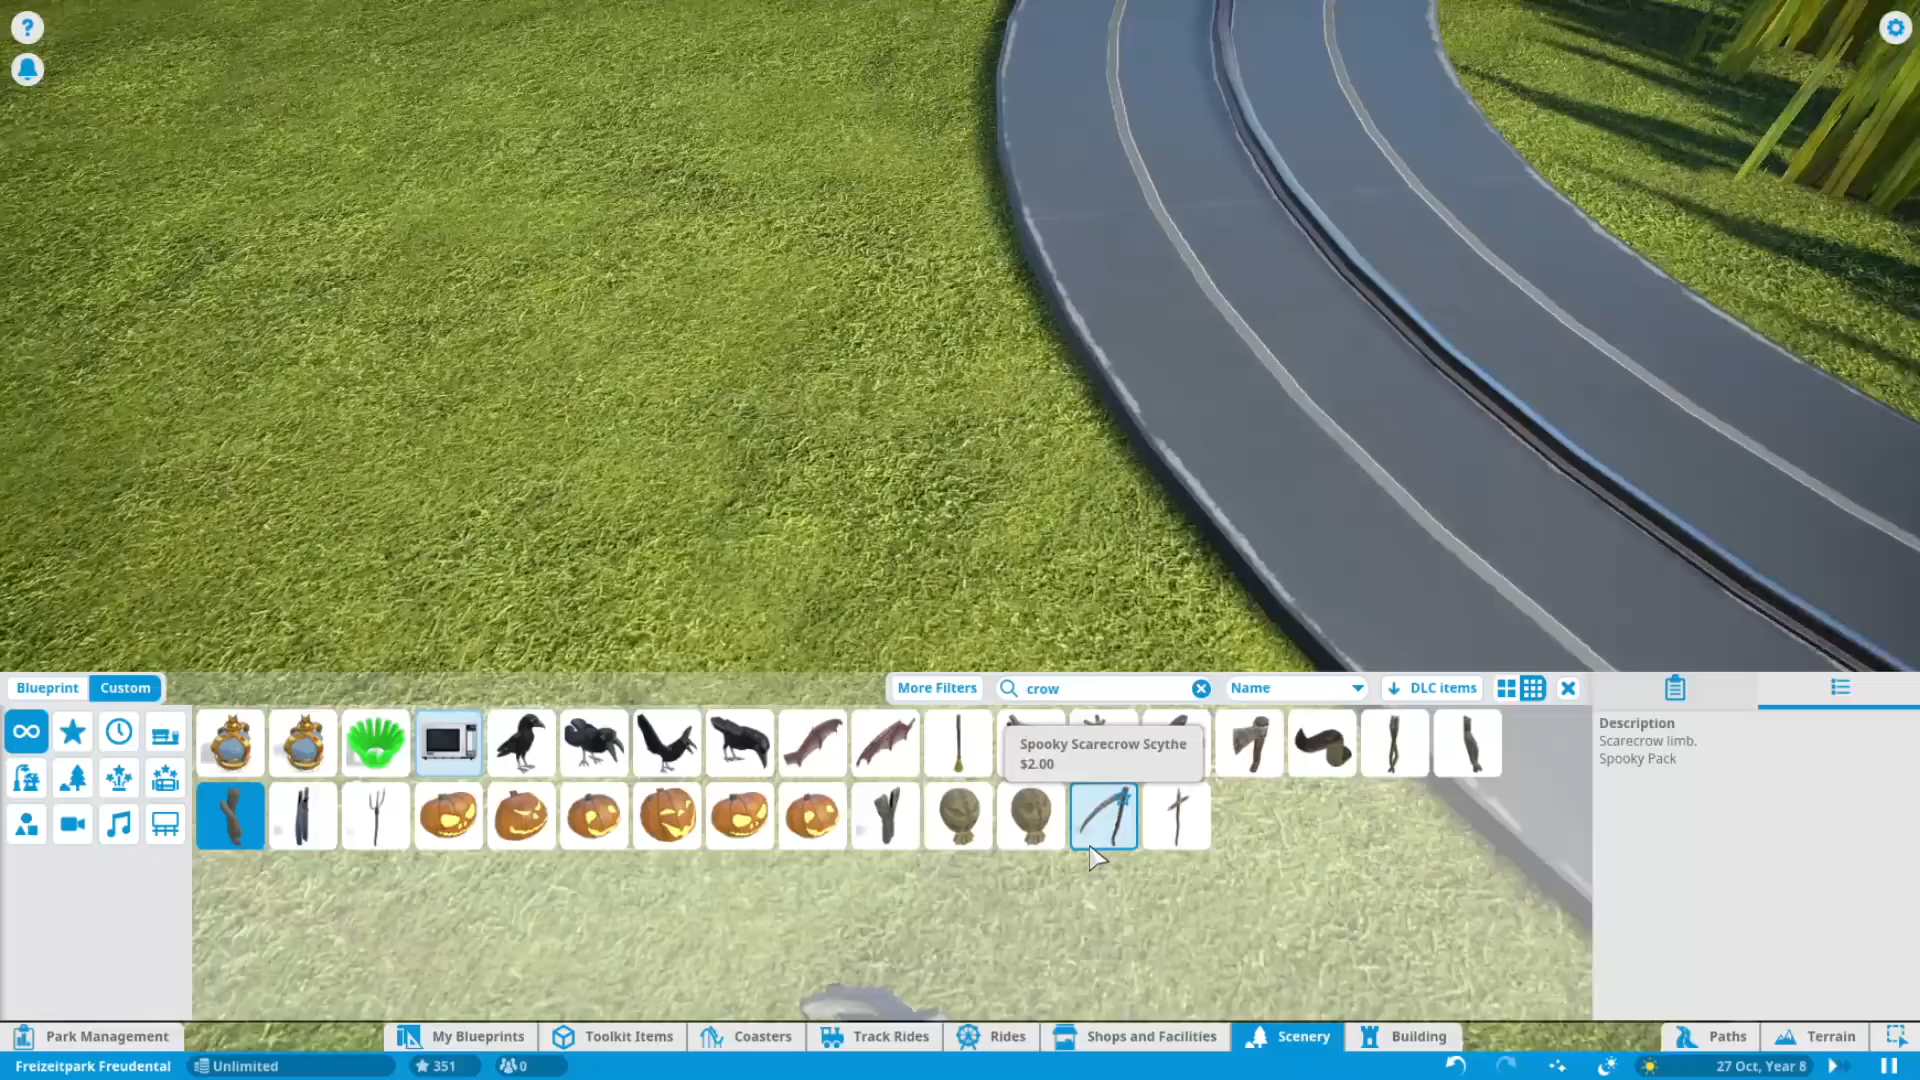 ?
Blueprint
Custom
More Filters
crow
Name
DLC items
Description
Scarecrow limb.
Spooky Pack
Spooky Scarecrow Scythe
$2.00
Park Management
My Blueprints
Toolkit Items
Coasters
Track Rides
Rides
Shops and Facilities
Scenery
Building
Paths
Terrain
Freizeitpark Freudental
Unlimited
351
0
27 Oct, Year 8